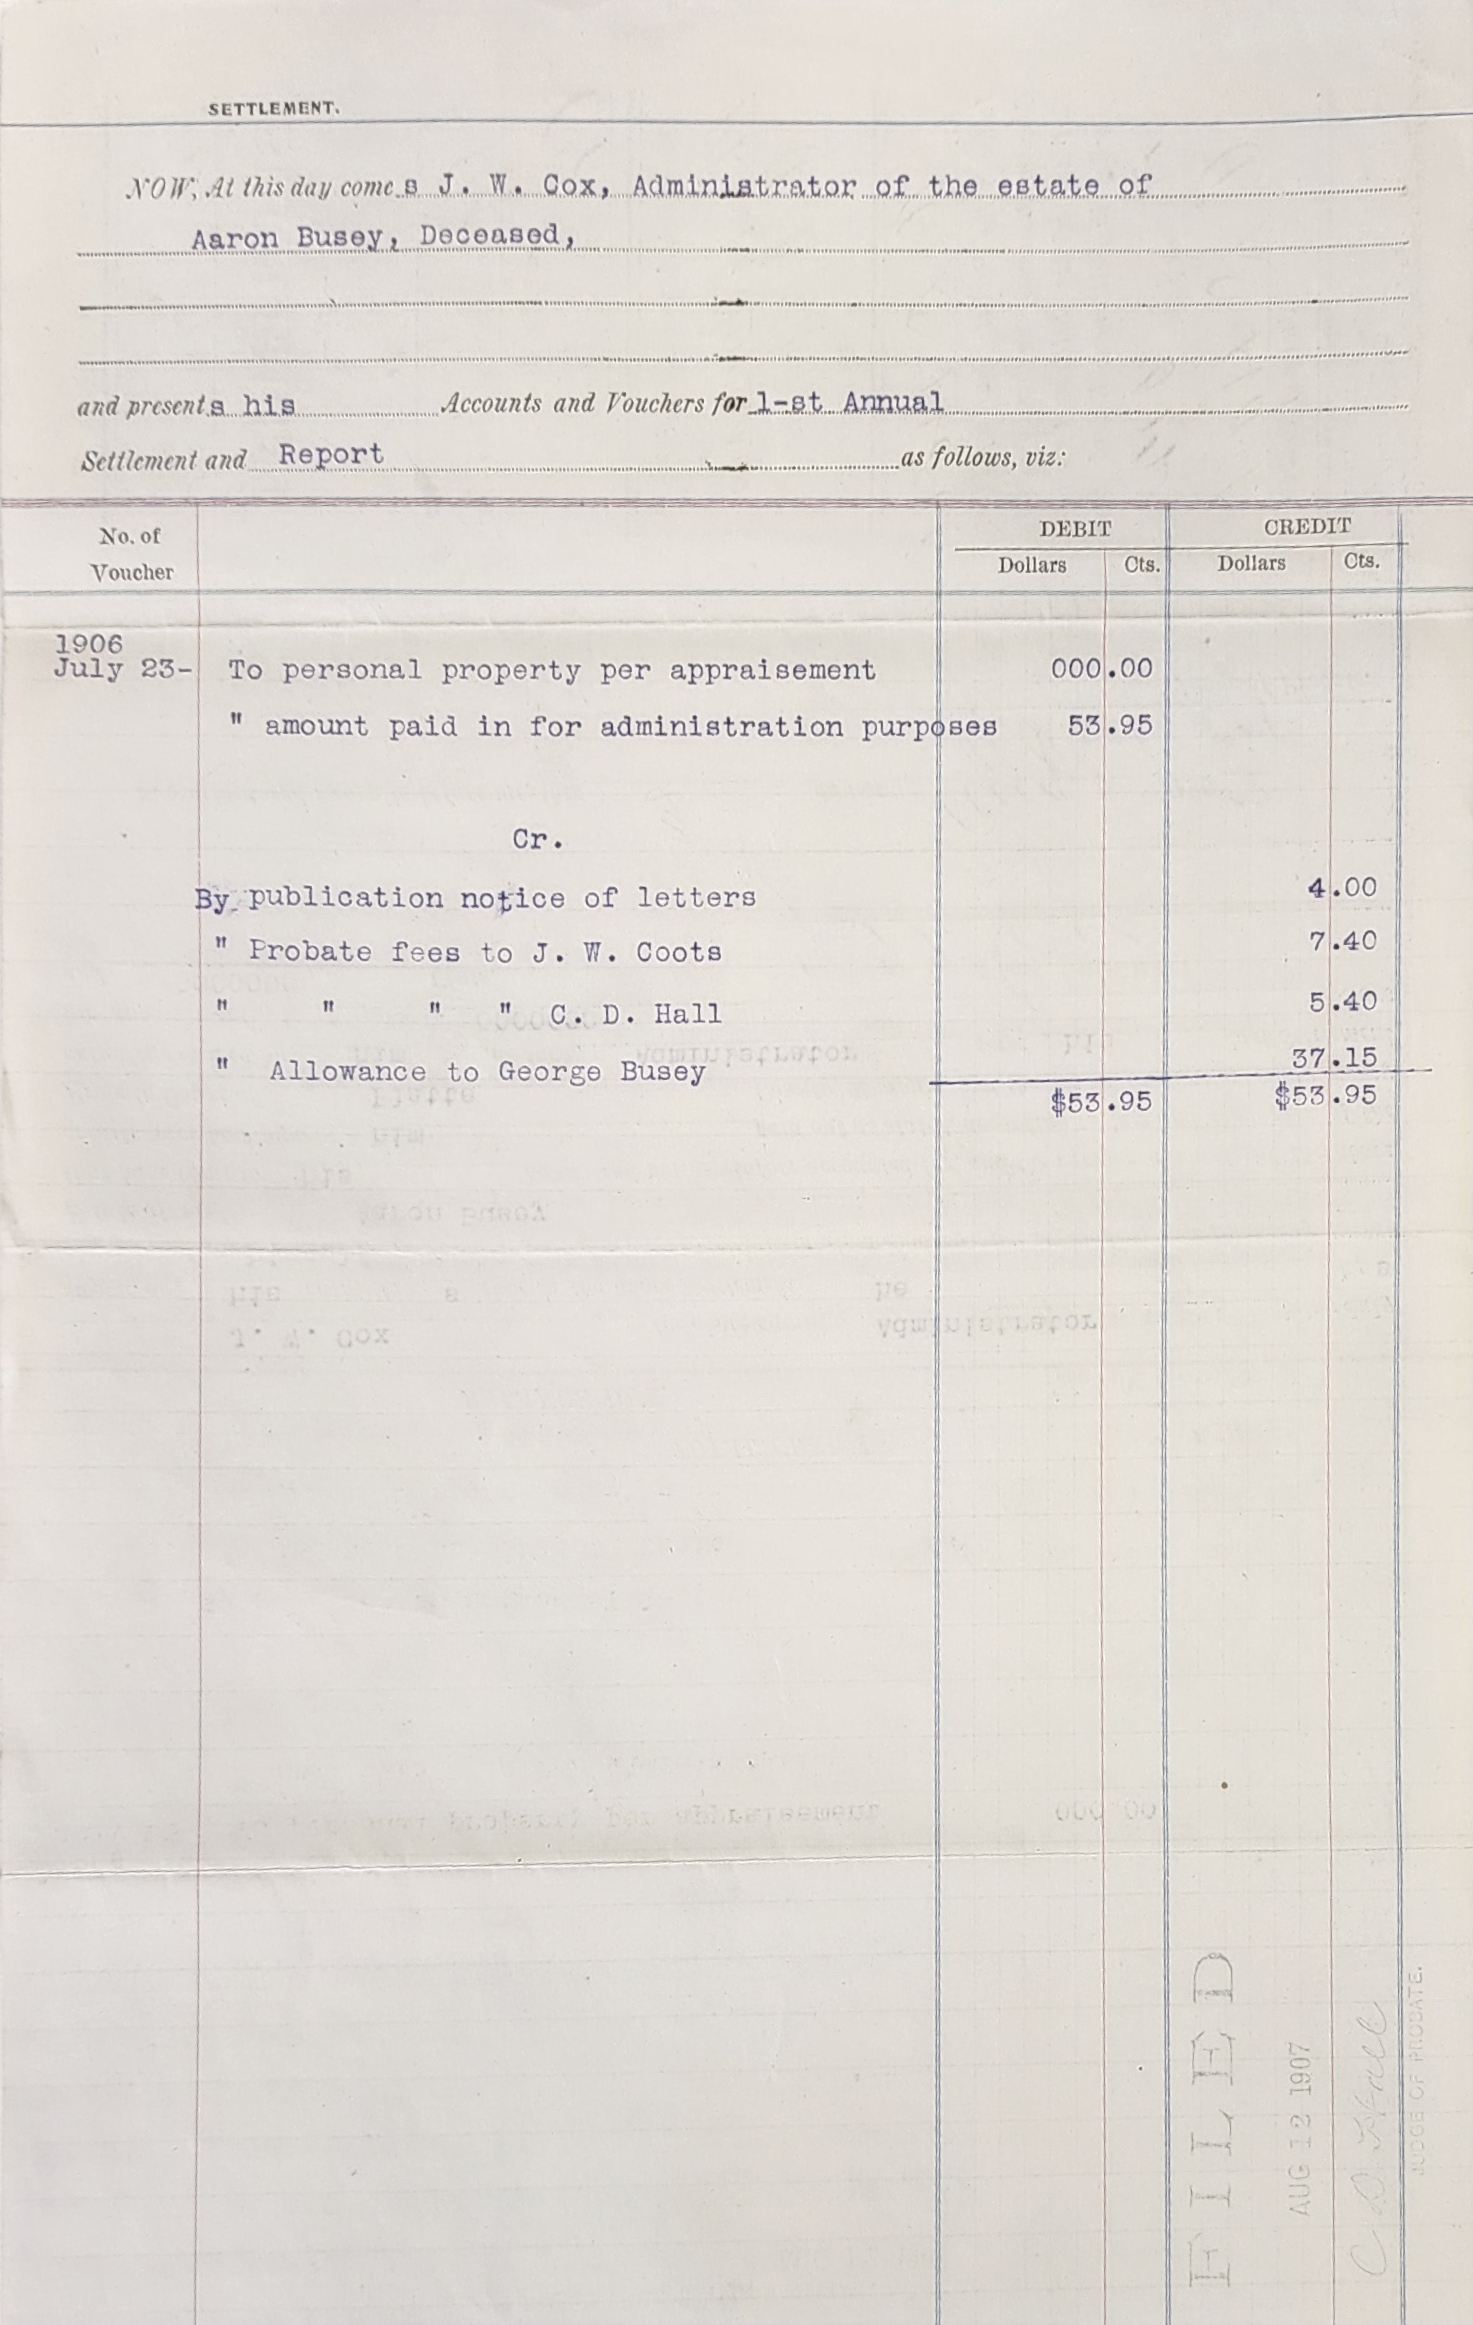 SETTLEMENT.
NOW, At this day comes J. W. Cox, Administrator of the estate of
Aaron Busey, Deceased,
and presents his Accounts and Vouchers for 1-st Annual
Settlement and Report as follows, viz:
No. of Voucher DEBIT CREDIT
Dollars Cts. Dollars Cts.
1906
July 23- To personal property per appraisement 000.00
" amount paid in for administration purposes 53.95
Cr.
By publication notice of letters 4.00
" Probate fees to J. W. Coots 7.40
" " " " C. D. Hall 5.40
" Allowance to George Busey 37.15
$53.95 $53.95
FILED
AUG 12 1907
C D Hall
JUDGE OF PROBATE.